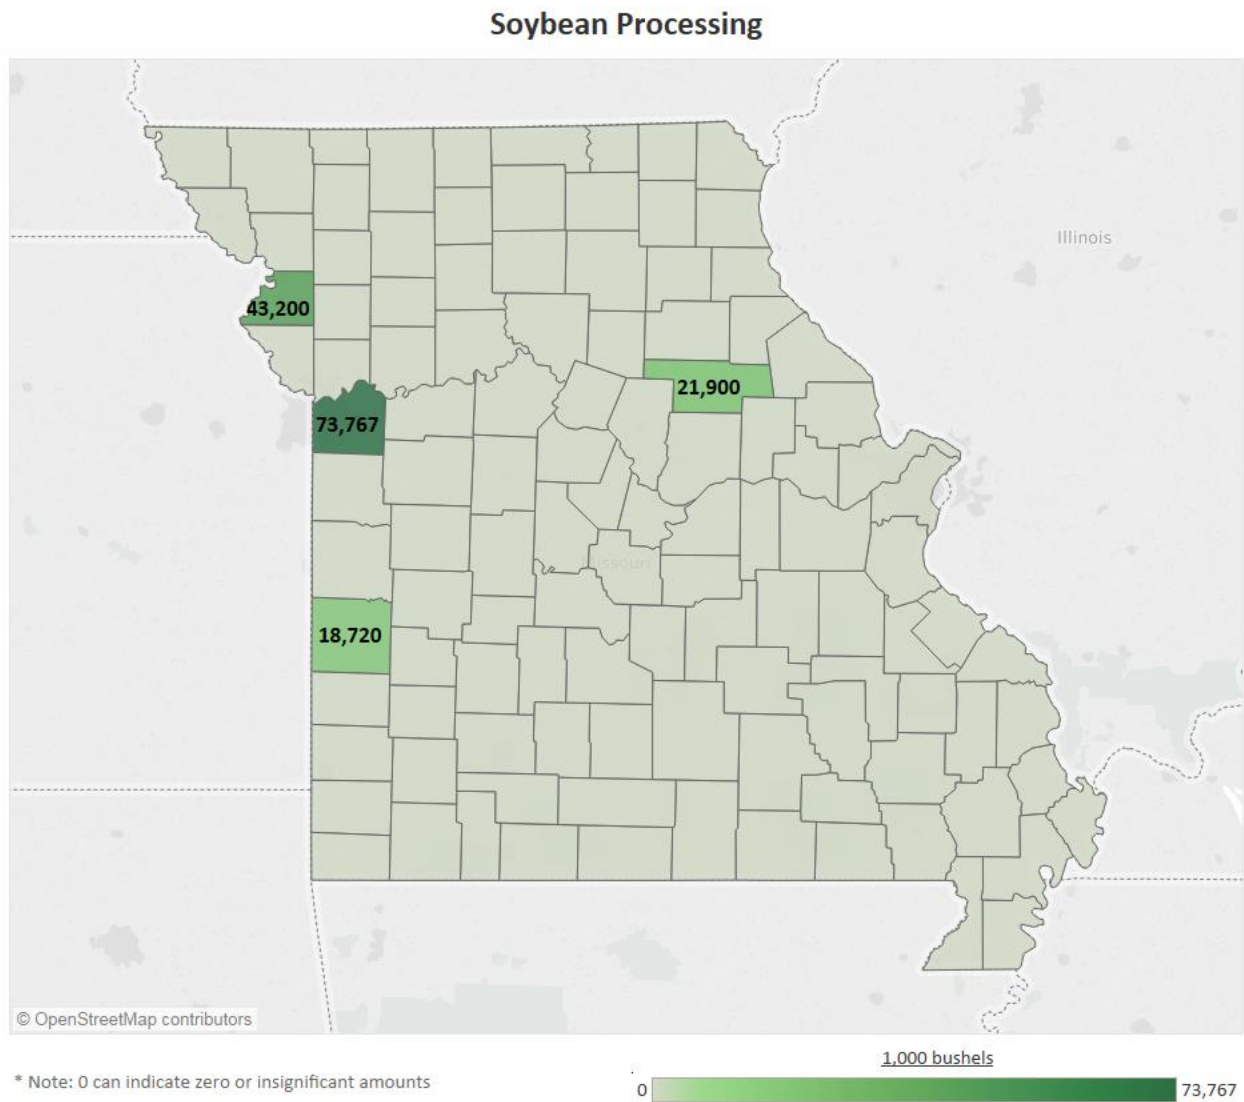 Soybean Processing
Illinois
43,200
21,900
73,767
Missouri
18,720
© OpenStreetMap contributors
1,000 bushels
* Note: 0 can indicate zero or insignificant amounts
0
73,767